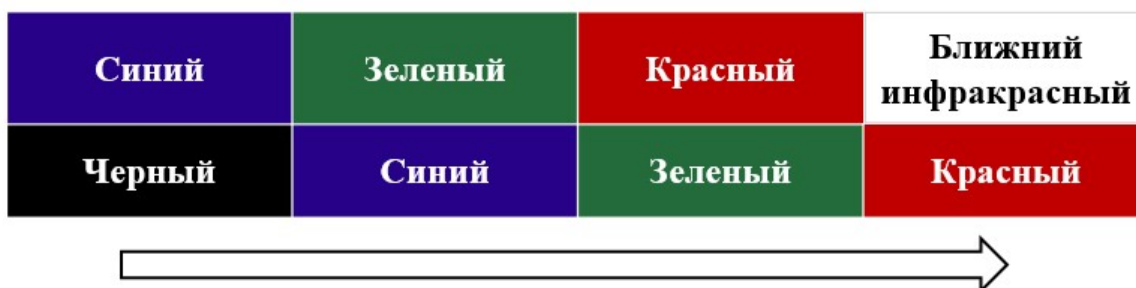 Синий
Зеленый
Красный
Ближний
инфракрасный
Черный
Синий
Зеленый
Красный